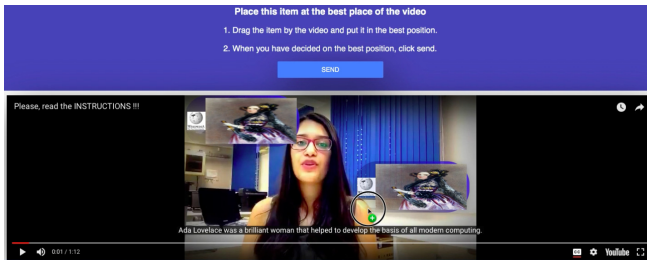 Place this item at the best place of the video
1. Drag the item by the video and put it in the best position.
2. When you have decided on the best position, click send.
SEND
Please, read the INSTRUCTIONS !!!
Ada Lovelace was a brilliant woman that helped to develop the basis of all modern computing.
0:01 / 1:12
YouTube